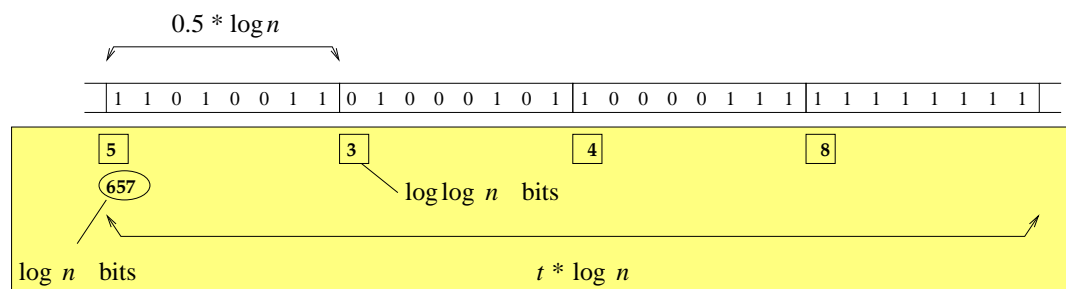 0.5 * log n
1 1 0 1 0 0 1 1 0 1 0 0 0 1 0 1 1 0 0 0 0 1 1 1 1 1 1 1 1 1 1 1
5 3 4 8
657 log log n bits
log n bits t * log n